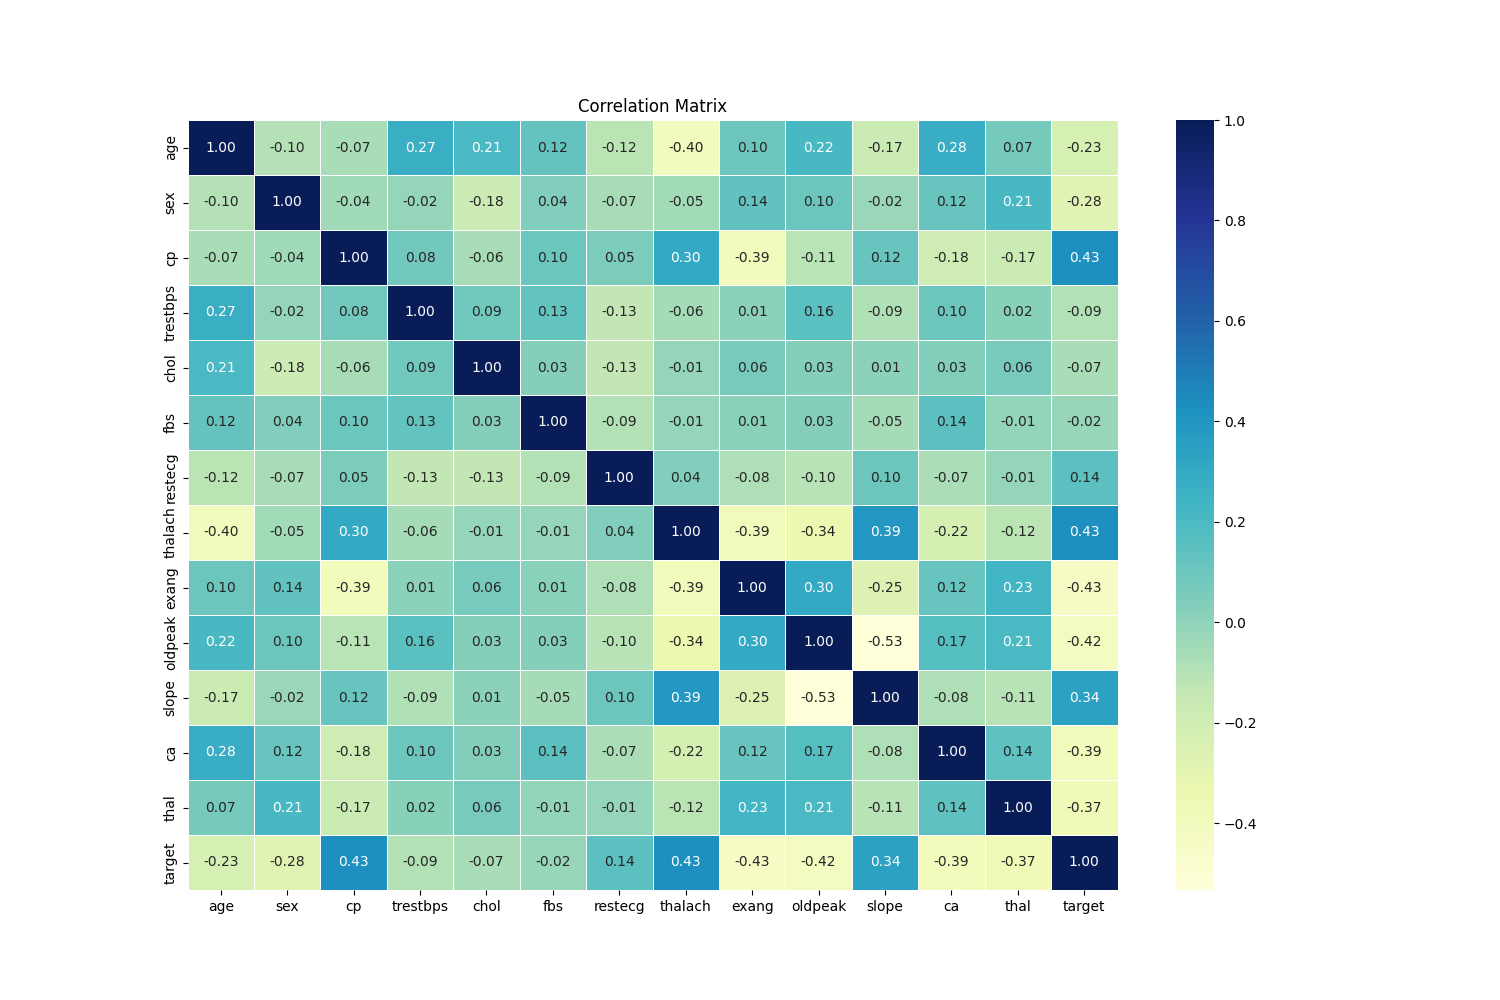 Correlation Matrix
age 1.00 -0.10 -0.07 0.27 0.21 0.12 -0.12 -0.40 0.10 0.22 -0.17 0.28 0.07 -0.23
sex -0.10 1.00 -0.04 -0.02 -0.18 0.04 -0.07 -0.05 0.14 0.10 -0.02 0.12 0.21 -0.28
cp -0.07 -0.04 1.00 0.08 -0.06 0.10 0.05 0.30 -0.39 -0.11 0.12 -0.18 -0.17 0.43
trestbps 0.27 -0.02 0.08 1.00 0.09 0.13 -0.13 -0.06 0.01 0.16 -0.09 0.10 0.02 -0.09
chol 0.21 -0.18 -0.06 0.09 1.00 0.03 -0.13 -0.01 0.06 0.03 0.01 0.03 0.06 -0.07
fbs 0.12 0.04 0.10 0.13 0.03 1.00 -0.09 -0.01 0.01 0.03 -0.05 0.14 -0.01 -0.02
restecg -0.12 -0.07 0.05 -0.13 -0.13 -0.09 1.00 0.04 -0.08 -0.10 0.10 -0.07 -0.01 0.14
thalach -0.40 -0.05 0.30 -0.06 -0.01 -0.01 0.04 1.00 -0.39 -0.34 0.39 -0.22 -0.12 0.43
exang 0.10 0.14 -0.39 0.01 0.06 0.01 -0.08 -0.39 1.00 0.30 -0.25 0.12 0.23 -0.43
oldpeak 0.22 0.10 -0.11 0.16 0.03 0.03 -0.10 -0.34 0.30 1.00 -0.53 0.17 0.21 -0.42
slope -0.17 -0.02 0.12 -0.09 0.01 -0.05 0.10 0.39 -0.25 -0.53 1.00 -0.08 -0.11 0.34
ca 0.28 0.12 -0.18 0.10 0.03 0.14 -0.07 -0.22 0.12 0.17 -0.08 1.00 0.14 -0.39
thal 0.07 0.21 -0.17 0.02 0.06 -0.01 -0.01 -0.12 0.23 0.21 -0.11 0.14 1.00 -0.37
target -0.23 -0.28 0.43 -0.09 -0.07 -0.02 0.14 0.43 -0.43 -0.42 0.34 -0.39 -0.37 1.00
age sex cp trestbps chol fbs restecg thalach exang oldpeak slope ca thal target
1.0
0.8
0.6
0.4
0.2
0.0
−0.2
−0.4